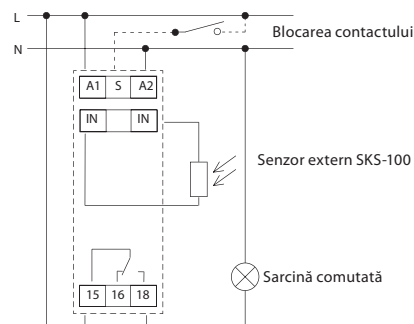 L
Blocarea contactului
N
A1 S A2
IN IN
Senzor extern SKS-100
Sarcină comutată
15 16 18